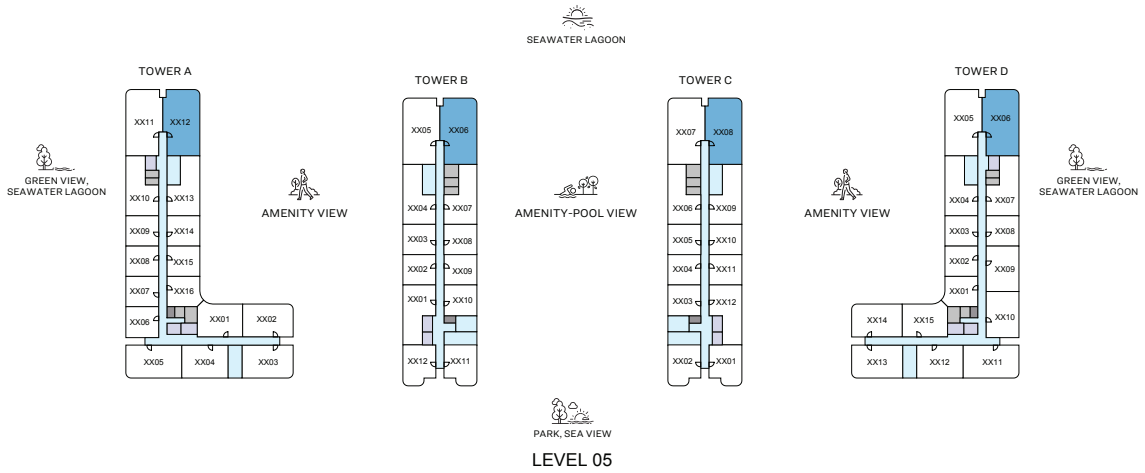 SEAWATER LAGOON
TOWER A
TOWER B
TOWER C
TOWER D
XX11
XX12
XX10
XX13
XX09
XX14
XX08
XX15
XX07
XX16
XX06
XX01
XX02
XX05
XX04
XX03
XX05
XX06
XX04
XX07
XX03
XX08
XX02
XX09
XX01
XX10
XX12
XX11
XX07
XX08
XX06
XX09
XX05
XX10
XX04
XX11
XX03
XX12
XX02
XX01
XX05
XX06
XX04
XX07
XX03
XX08
XX02
XX09
XX01
XX10
XX14
XX15
XX13
XX12
XX11
GREEN VIEW,
SEAWATER LAGOON
AMENITY VIEW
AMENITY-POOL VIEW
AMENITY VIEW
GREEN VIEW,
SEAWATER LAGOON
PARK, SEA VIEW
LEVEL 05